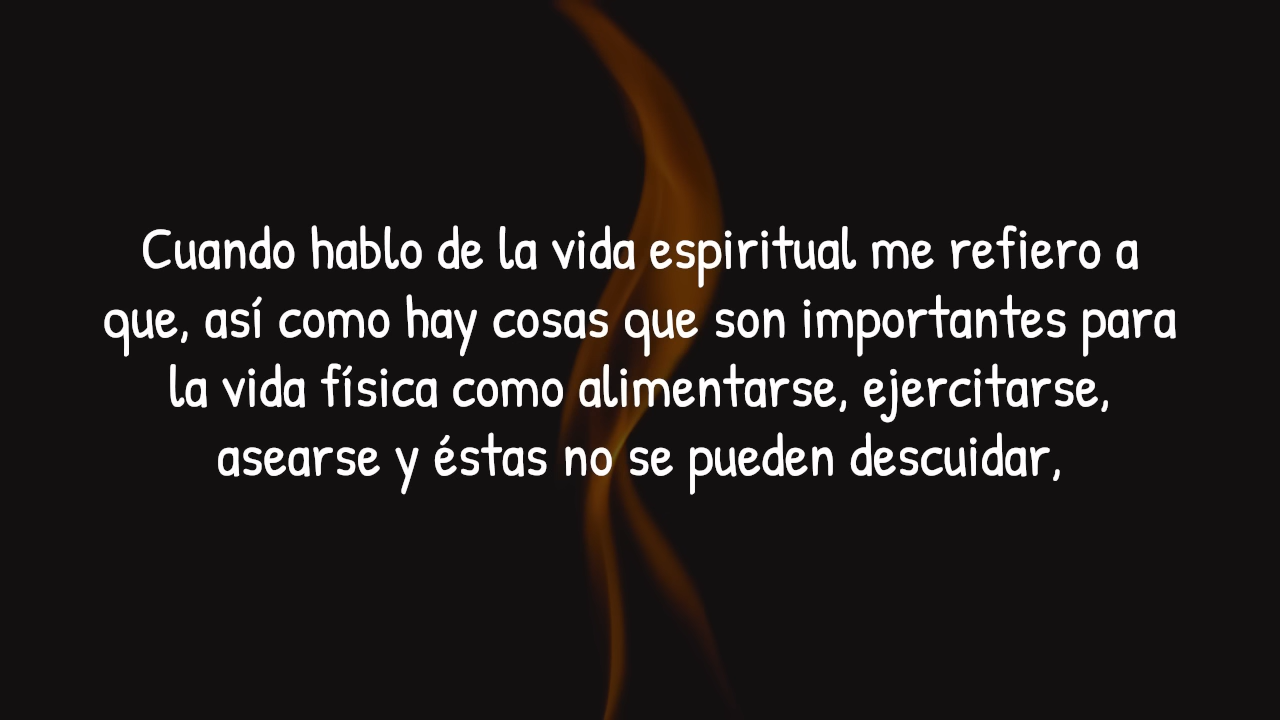 Cuando hablo de la vida espiritual me refiero a
que, así como hay cosas que son importantes para
la vida física como alimentarse, ejercitarse,
asearse y éstas no se pueden descuidar,